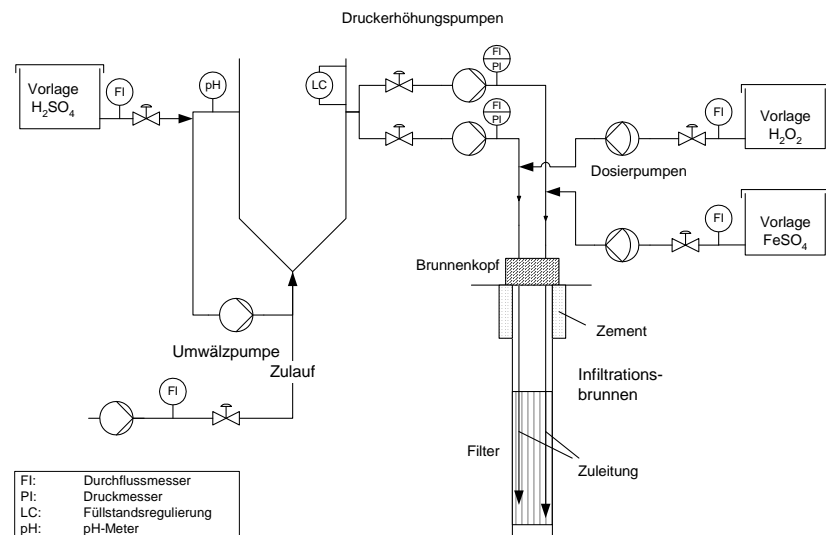 Druckerhöhungspumpen
Vorlage
H₂SO₄
FI
pH
LC
FI
PI
FI
PI
FI
Vorlage
H₂O₂
Dosierpumpen
FI
Vorlage
FeSO₄
Brunnenkopf
Zement
Umwälzpumpe
Zulauf
Infiltrations-
brunnen
FI
Filter
Zuleitung
FI: Durchflussmesser
PI: Druckmesser
LC: Füllstandsregulierung
pH: pH-Meter